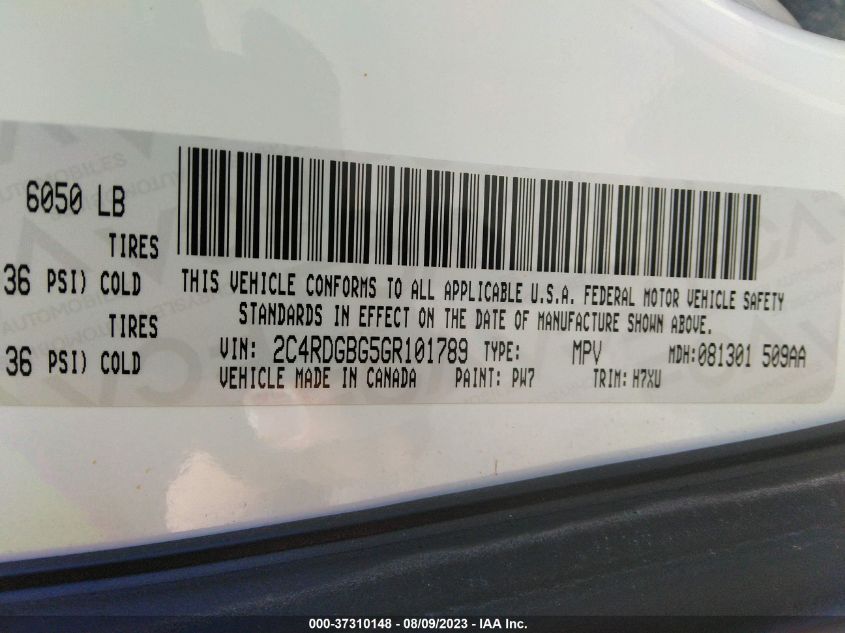 6050 LB
TIRES
36 PSI) COLD
TIRES
36 PSI) COLD
THIS VEHICLE CONFORMS TO ALL APPLICABLE U.S.A. FEDERAL MOTOR VEHICLE SAFETY
STANDARDS IN EFFECT ON THE DATE OF MANUFACTURE SHOWN ABOVE.
VIN: 2C4RDGBG5GR101789 TYPE: MPV MDH:081301 509AA
VEHICLE MADE IN CANADA PAINT: PW7 TRIM: H7XU
000-37310148 - 08/09/2023 - IAA Inc.